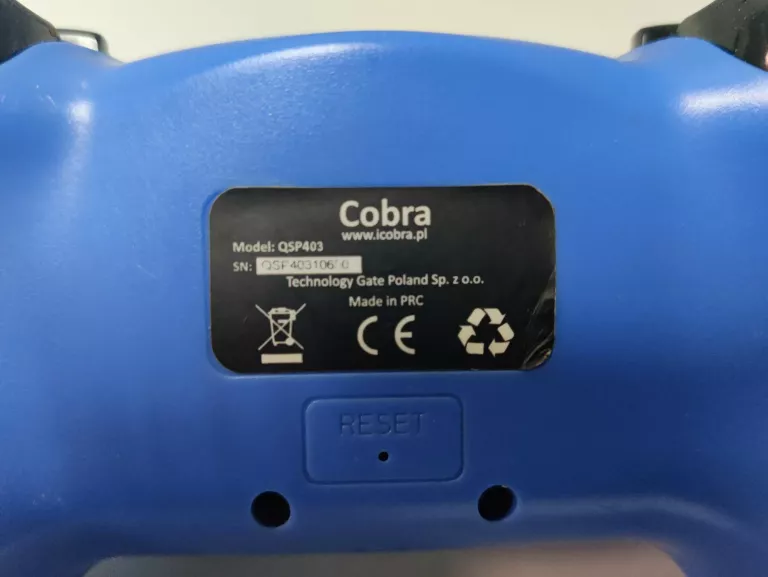 Cobra
www.icobra.pl
Model: QSP403
SN:
Technology Gate Poland Sp. z o.o.
Made in PRC
CE
RESET